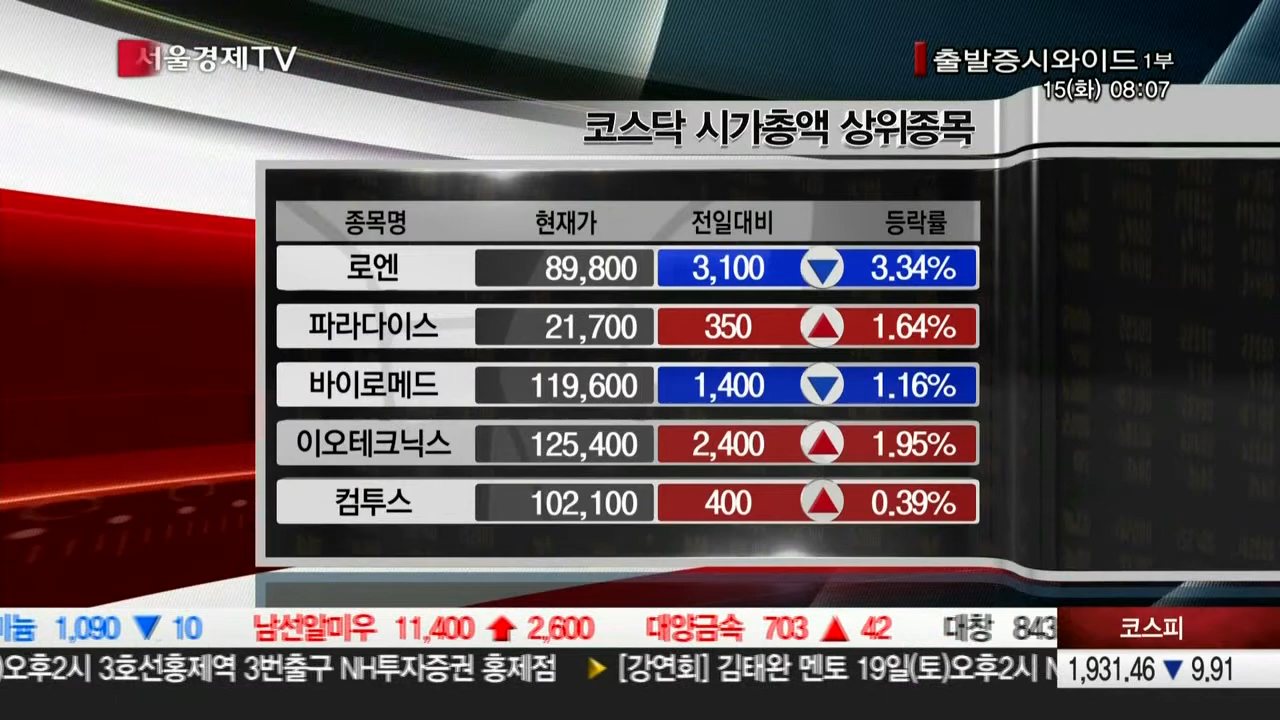 서울경제TV
출발증시와이드 1부
15(화) 08:07
코스닥 시가총액 상위종목
종목명 현재가 전일대비 등락률
로엔 89,800 3,100 ▼ 3.34%
파라다이스 21,700 350 ▲ 1.64%
바이로메드 119,600 1,400 ▼ 1.16%
이오테크닉스 125,400 2,400 ▲ 1.95%
컴투스 102,100 400 ▲ 0.39%
1,090 ▼ 10 남선알미우 11,400 ⬆ 2,600 대양금속 703 ▲ 42 대창 843
코스피
)오후2시 3호선홍제역 3번출구 NH투자증권 홍제점 ▶ [강연회] 김태완 멘토 19일(토)오후2시
1,931.46 ▼ 9.91